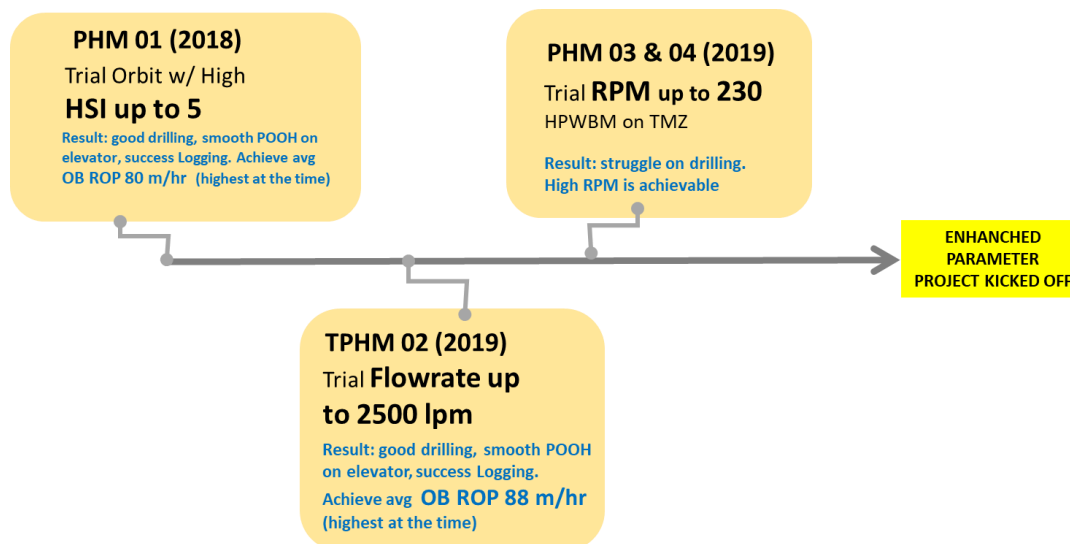 PHM 01 (2018)
Trial Orbit w/ High
HSI up to 5
Result: good drilling, smooth POOH on
elevator, success Logging. Achieve avg
OB ROP 80 m/hr (highest at the time)
TPHM 02 (2019)
Trial Flowrate up
to 2500 lpm
Result: good drilling, smooth POOH
on elevator, success Logging.
Achieve avg OB ROP 88 m/hr
(highest at the time)
PHM 03 & 04 (2019)
Trial RPM up to 230
HPWBM on TMZ
Result: struggle on drilling.
High RPM is achievable
ENHANCHED
PARAMETER
PROJECT KICKED OFF